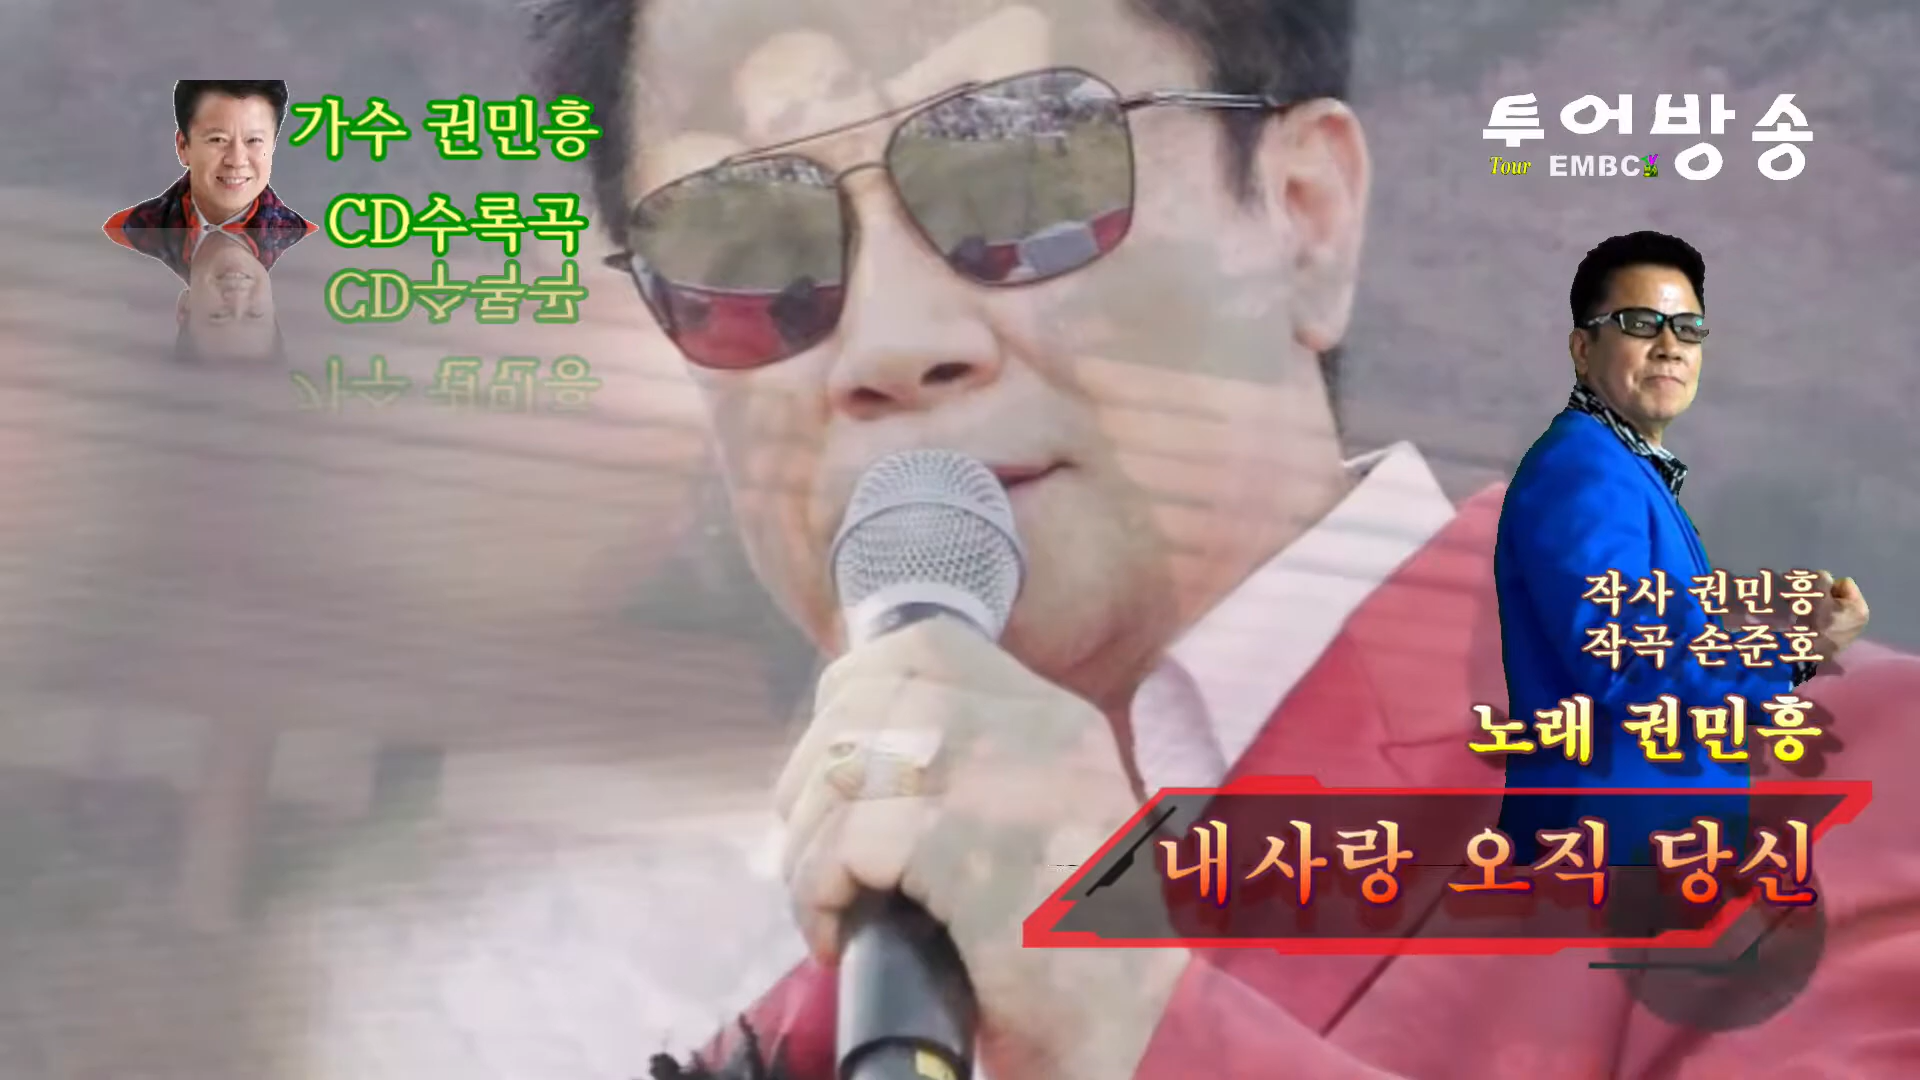 가수 권민흥
CD수록곡
투어방송
Tour EMBC
작사 권민흥
작곡 손준호
노래 권민흥
내사랑 오직 당신